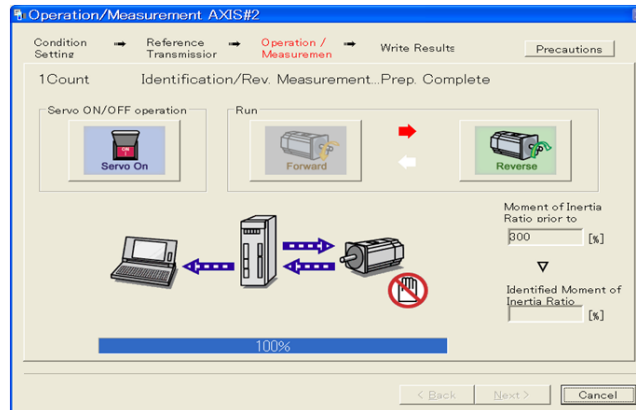 Operation/Measurement AXIS#2
Condition Setting
Reference Transmissior
Operation / Measuremen
Write Results
Precautions
1Count Identification/Rev. Measurement...Prep. Complete
Servo ON/OFF operation
Run
Servo On
Forward
Reverse
Moment of Inertia
Ratio prior to
300 [%]
Identified Moment of
Inertia Ratio
[%]
100%
< Back
Next >
Cancel